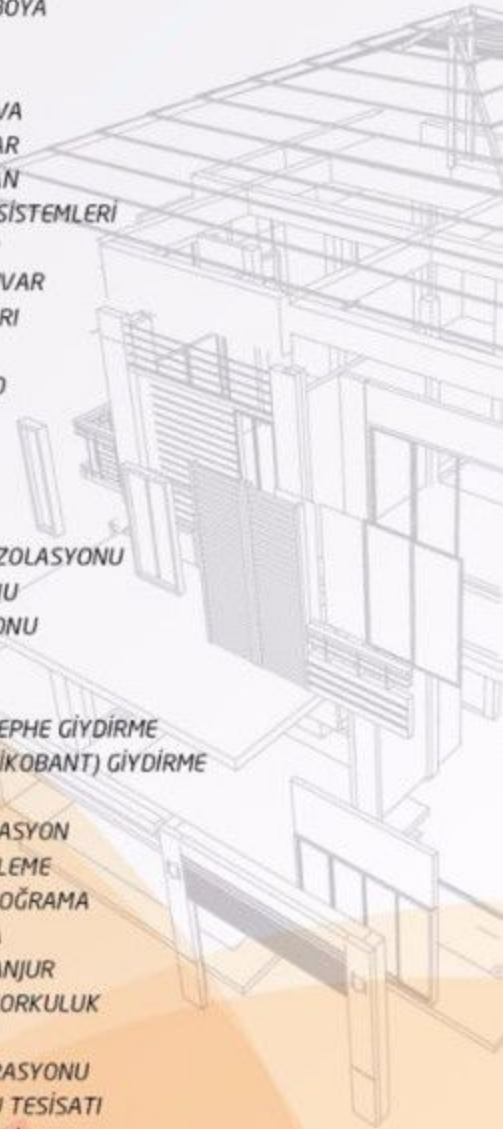 BOYA
VA
AR
AN
SİSTEMLERİ
VAR
RI
O
ZOLASYONU
NU
ONU
EPHE GİYDİRME
İKOBANT) GİYDİRME
ASYON
LEME
OĞRAMA
A
ANJUR
ORKULUK
RASYONU
I TESİSATI